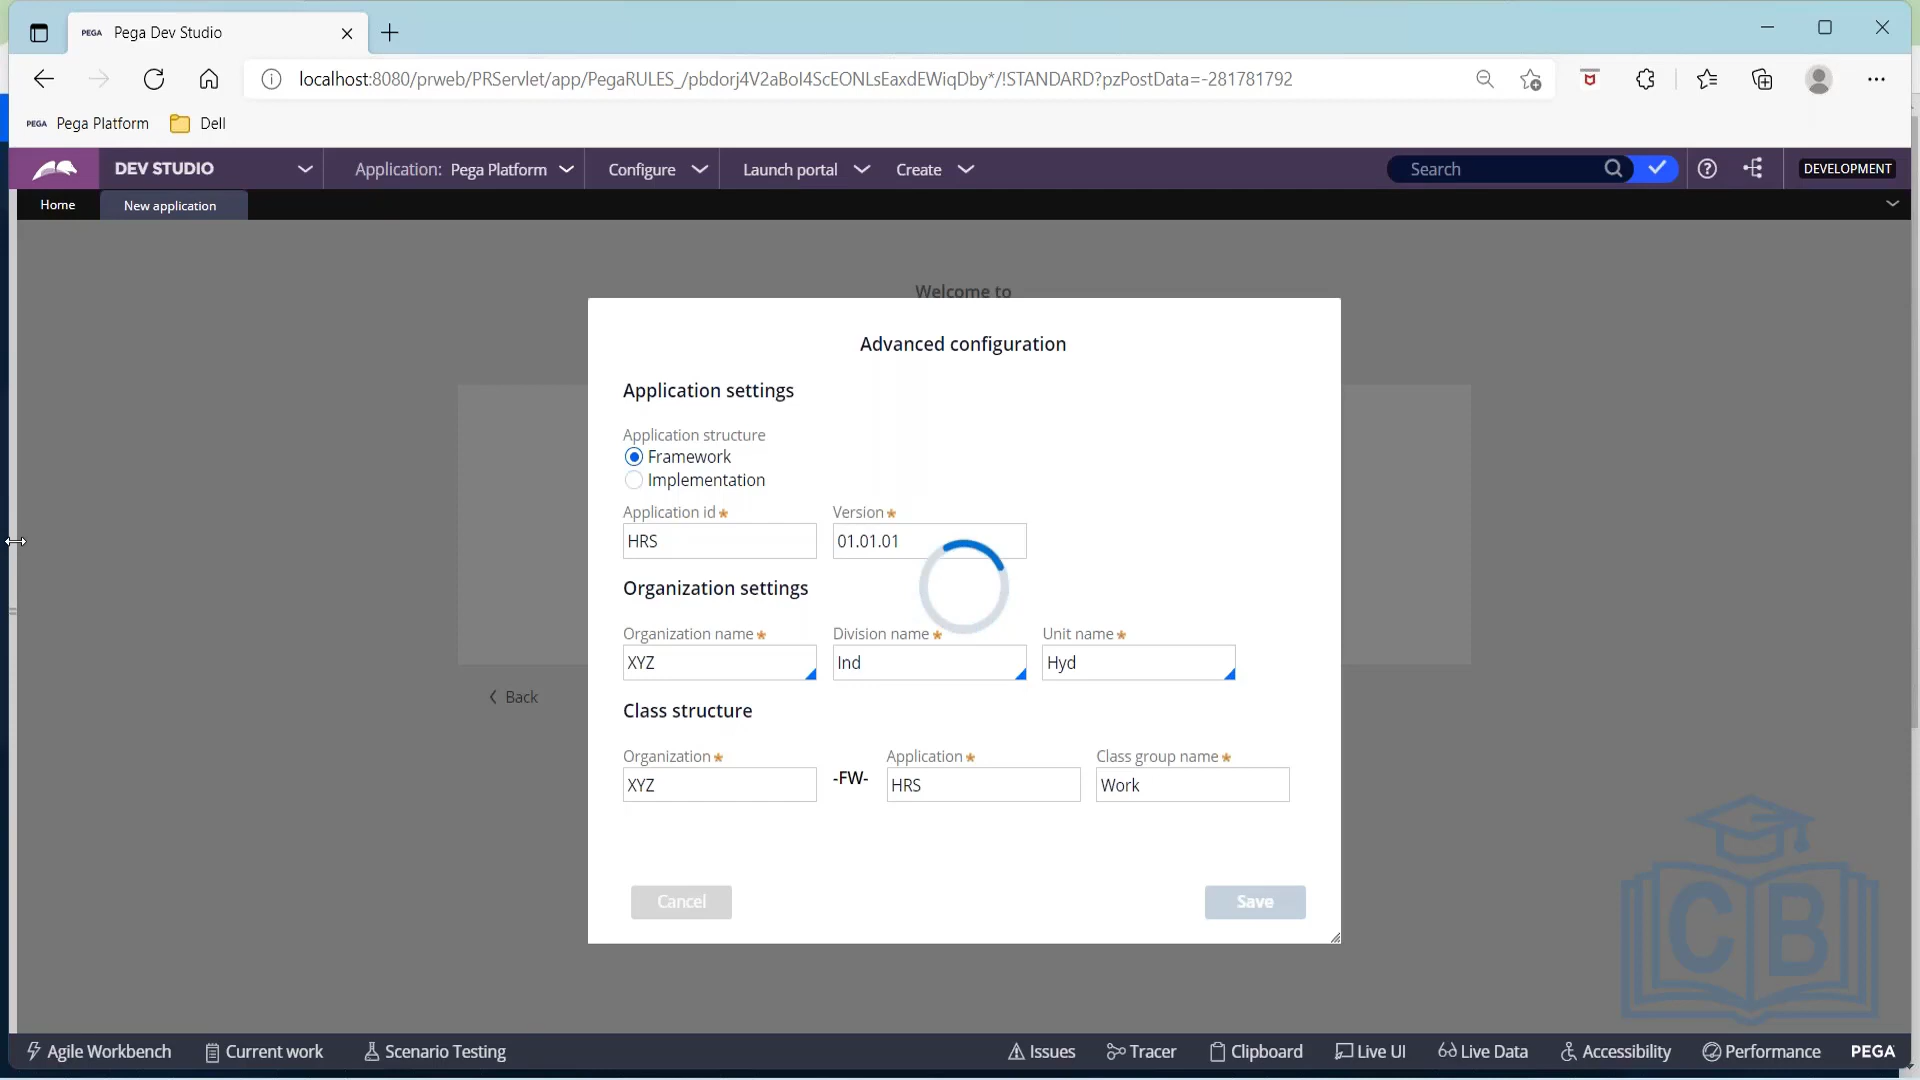 PEGA Pega Dev Studio
localhost:8080/prweb/PRServlet/app/PegaRULES_/pbdorj4V2aBoI4ScEONLsEaxdEWiqDby*/!STANDARD?pzPostData=-281781792
PEGA Pega Platform Dell
DEV STUDIO Application: Pega Platform Configure Launch portal Create Search DEVELOPMENT
Home New application
Welcome to
Advanced configuration
Application settings
Application structure
Framework
Implementation
Application id* Version*
HRS 01.01.01
Organization settings
Organization name* Division name* Unit name*
XYZ Ind Hyd
Back
Class structure
Organization* Application* Class group name*
XYZ -FW- HRS Work
Cancel Save
CB
Agile Workbench Current work Scenario Testing Issues Tracer Clipboard Live UI Live Data Accessibility Performance PEGA